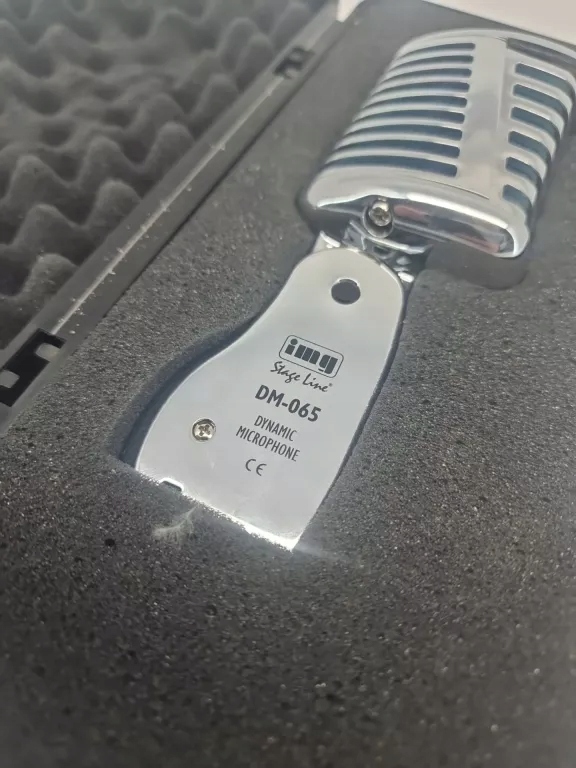 img
Stage Line®
DM-065
DYNAMIC
MICROPHONE
CE